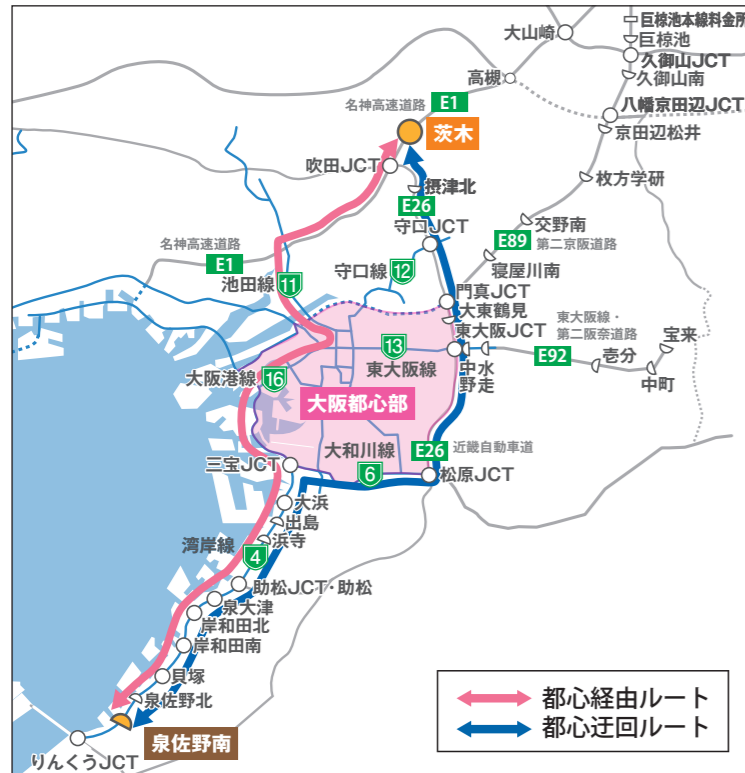 巨椋池本線料金所
大山崎
巨椋池
久御山JCT
久御山南
高槻
名神高速道路
E1
八幡京田辺JCT
茨木
京田辺松井
吹田JCT
摂津北
枚方学研
E26
守口JCT
交野南
名神高速道路
E89
第二京阪道路
E1
守口線
12
寝屋川南
池田線
11
門真JCT
大東鶴見
東大阪線・
第二阪奈道路
東大阪JCT
宝来
13
大阪港線
16
東大阪線
中野
水走
E92
壱分
中町
大阪都心部
大和川線
E26
近畿自動車道
三宝JCT
6
松原JCT
大浜
出島
湾岸線
浜寺
4
助松JCT・助松
泉大津
岸和田北
岸和田南
貝塚
泉佐野北
都心経由ルート
都心迂回ルート
泉佐野南
りんくうJCT